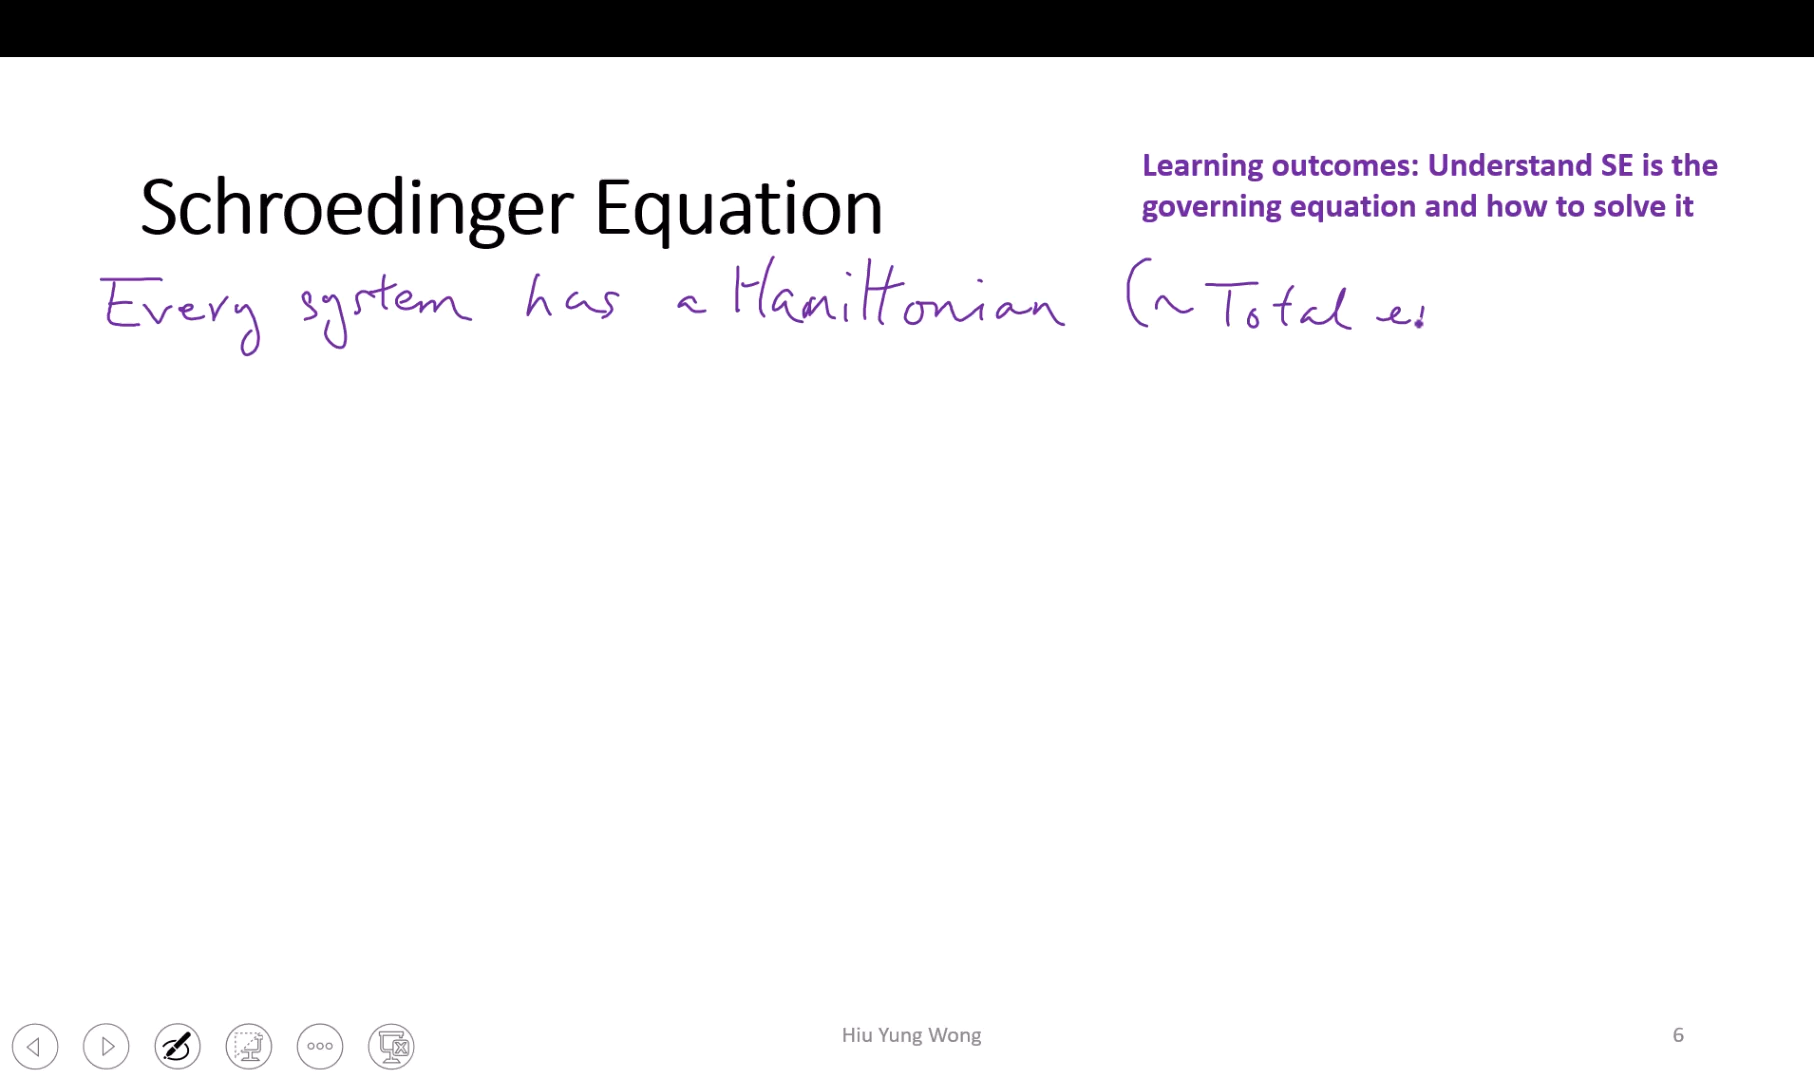 Learning outcomes: Understand SE is the
governing equation and how to solve it
Schroedinger Equation
Every system has a Hamiltonian (~ Total
Hiu Yung Wong
6